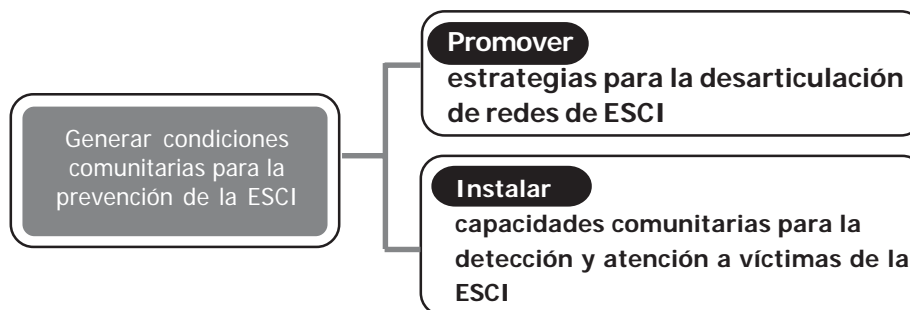 Generar condiciones
comunitarias para la
prevención de la ESCI
Promover
estrategias para la desarticulación
de redes de ESCI
Instalar
capacidades comunitarias para la
detección y atención a víctimas de la
ESCI